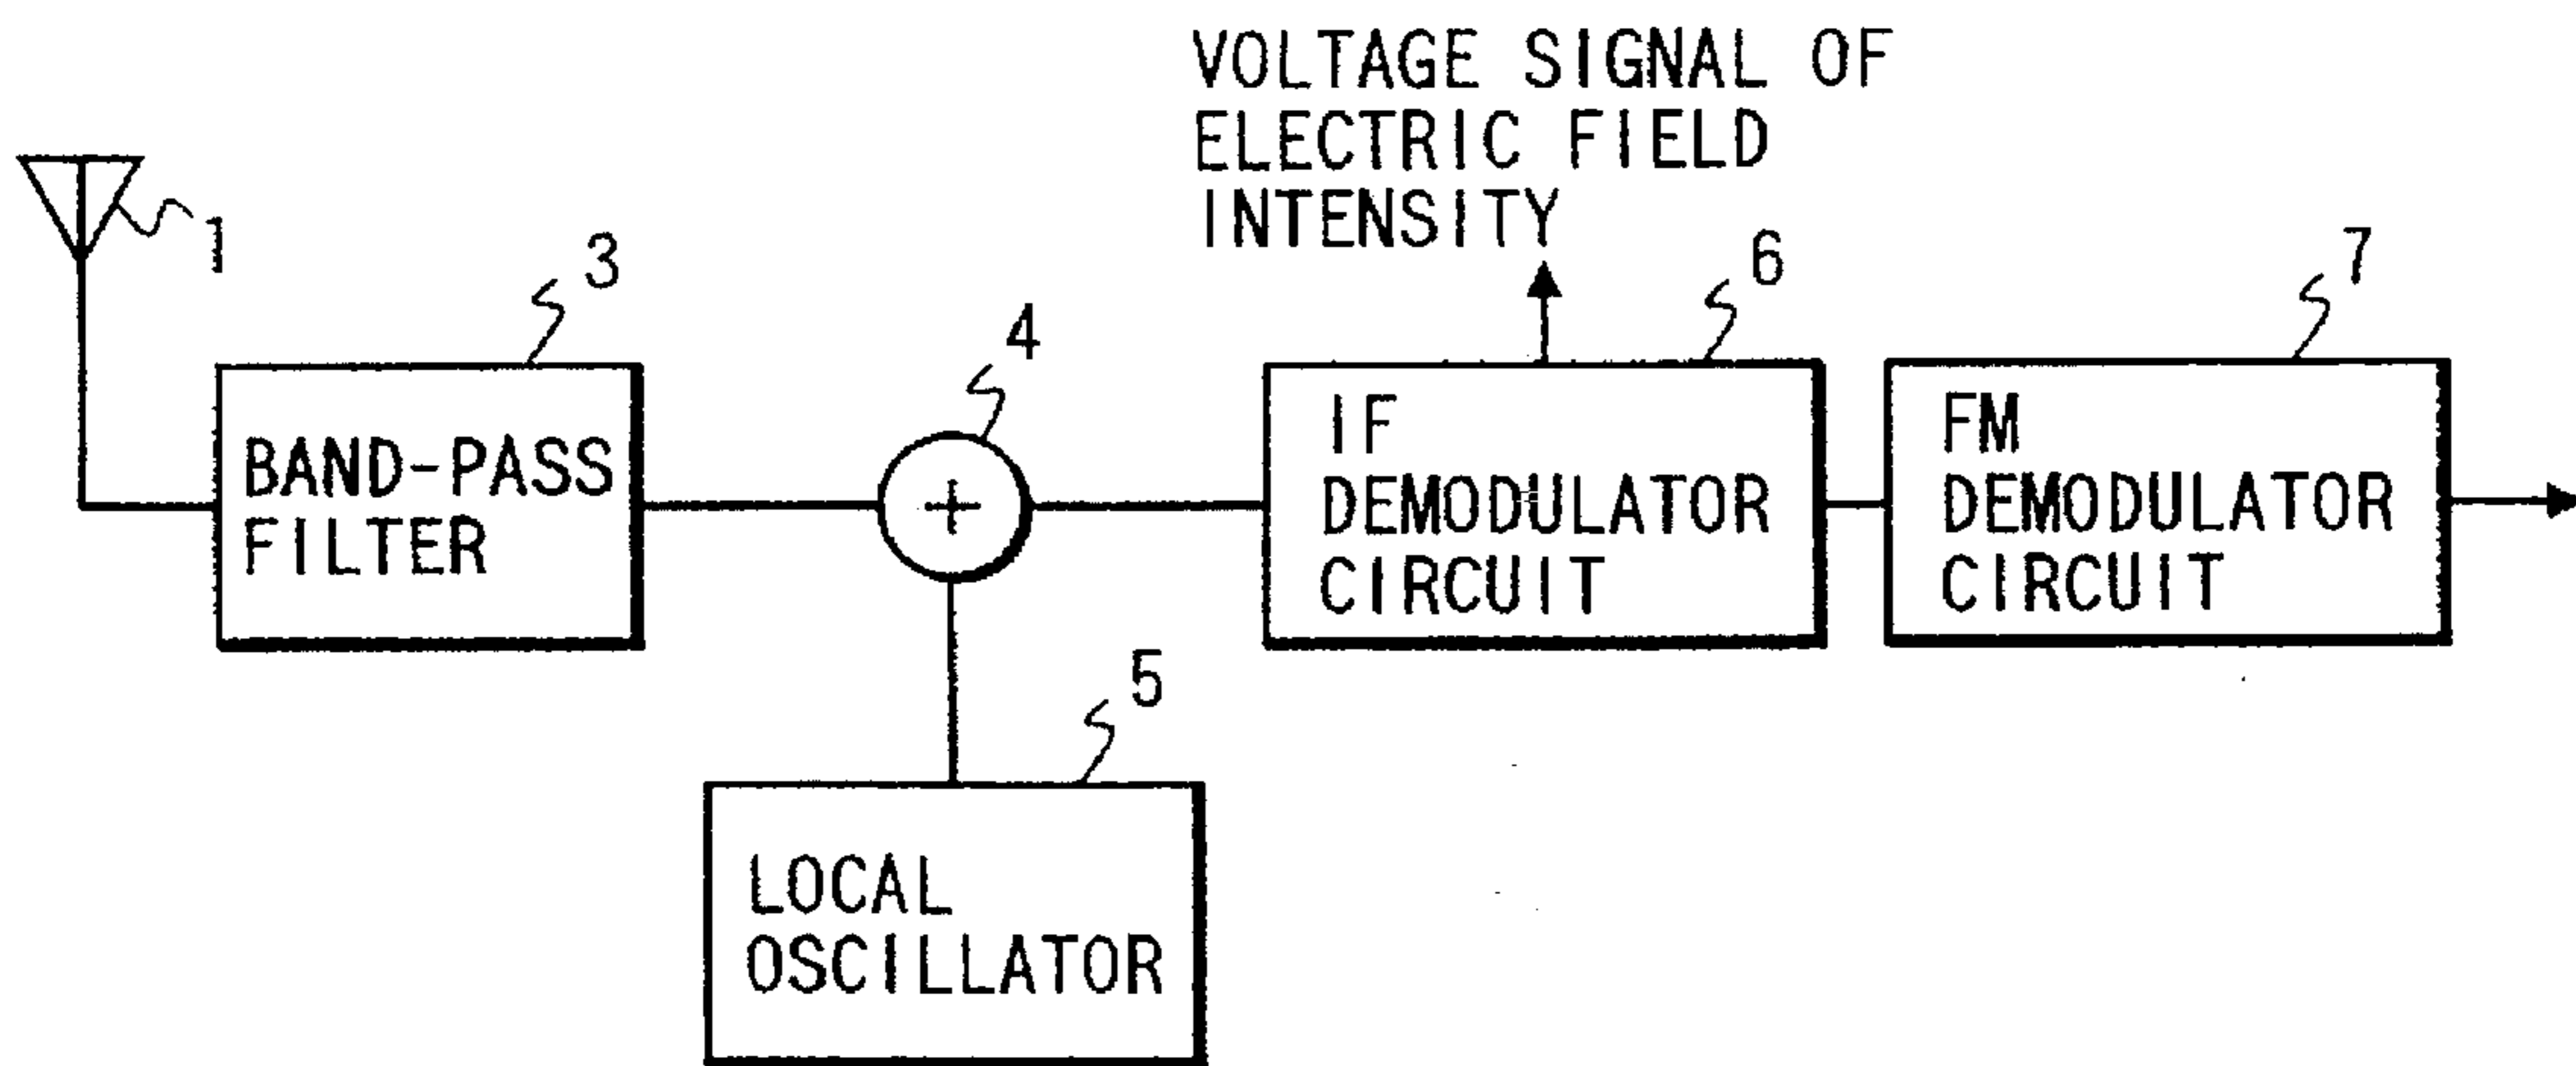 VOLTAGE SIGNAL OF
ELECTRIC FIELD
INTENSITY
1
3
4
6
7
BAND-PASS
FILTER
+
IF
DEMODULATOR
CIRCUIT
FM
DEMODULATOR
CIRCUIT
5
LOCAL
OSCILLATOR